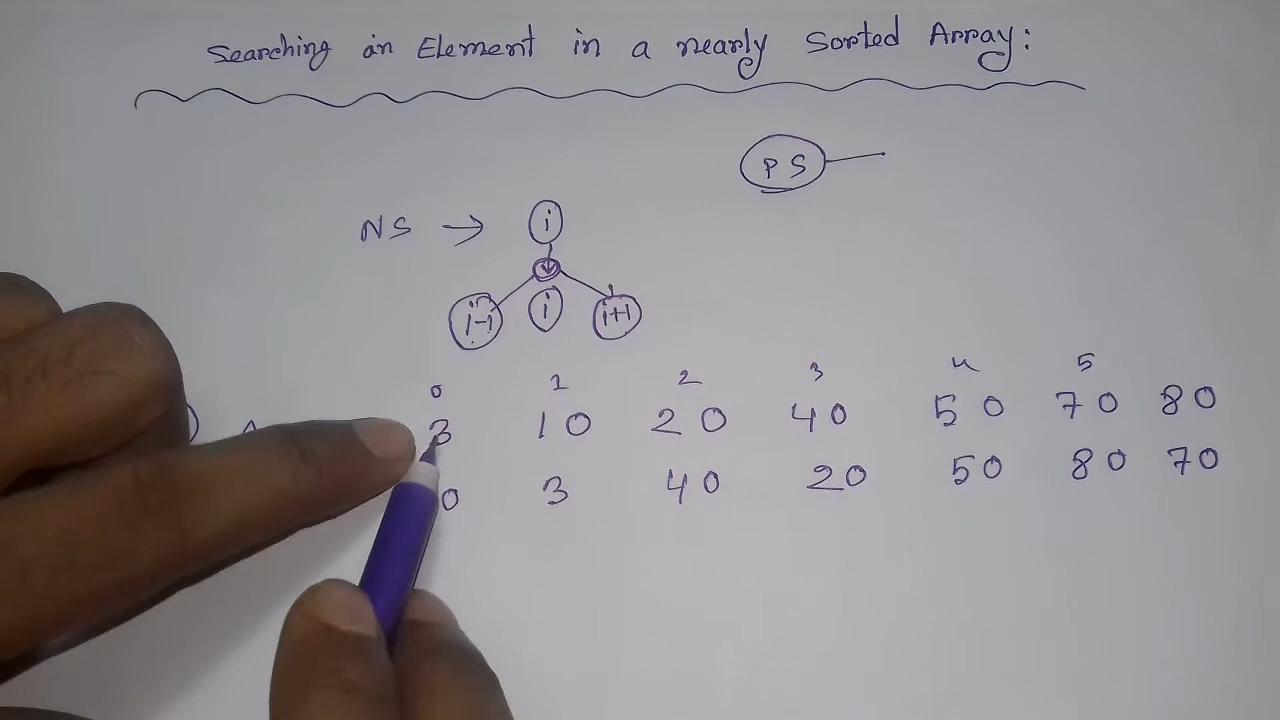 Searching an Element in a nearly Sorted Array:
PS
NS → i
i-1 i i+1
0 1 2 3 4 5
3 10 20 40 50 70 80
0 3 40 20 50 80 70